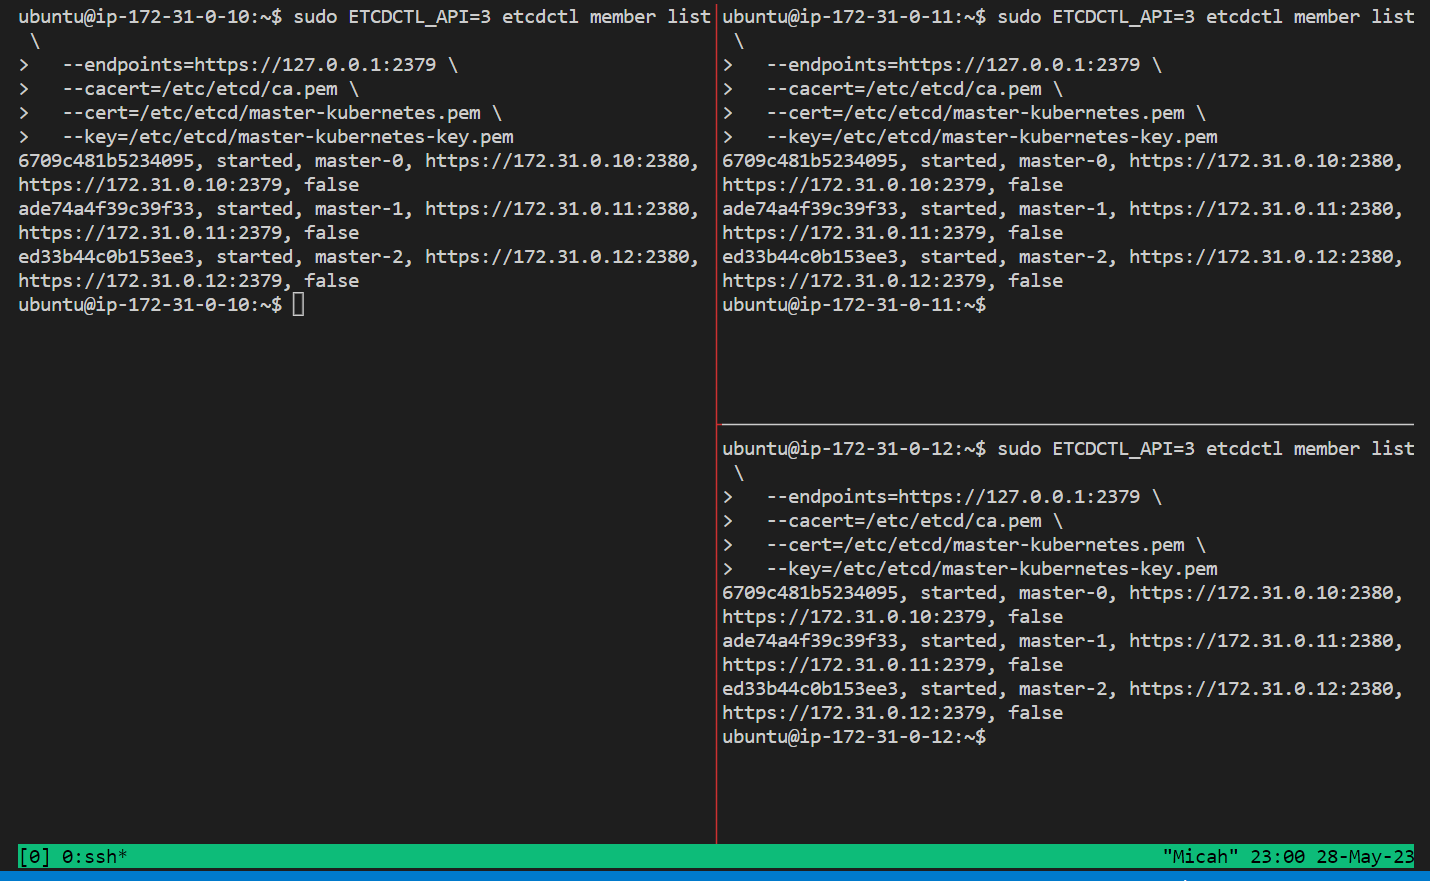 ubuntu@ip-172-31-0-10:~$ sudo ETCDCTL_API=3 etcdctl member list
 \
>   --endpoints=https://127.0.0.1:2379 \
>   --cacert=/etc/etcd/ca.pem \
>   --cert=/etc/etcd/master-kubernetes.pem \
>   --key=/etc/etcd/master-kubernetes-key.pem
6709c481b5234095, started, master-0, https://172.31.0.10:2380,
https://172.31.0.10:2379, false
ade74a4f39c39f33, started, master-1, https://172.31.0.11:2380,
https://172.31.0.11:2379, false
ed33b44c0b153ee3, started, master-2, https://172.31.0.12:2380,
https://172.31.0.12:2379, false
ubuntu@ip-172-31-0-10:~$
ubuntu@ip-172-31-0-11:~$ sudo ETCDCTL_API=3 etcdctl member list
 \
>   --endpoints=https://127.0.0.1:2379 \
>   --cacert=/etc/etcd/ca.pem \
>   --cert=/etc/etcd/master-kubernetes.pem \
>   --key=/etc/etcd/master-kubernetes-key.pem
6709c481b5234095, started, master-0, https://172.31.0.10:2380,
https://172.31.0.10:2379, false
ade74a4f39c39f33, started, master-1, https://172.31.0.11:2380,
https://172.31.0.11:2379, false
ed33b44c0b153ee3, started, master-2, https://172.31.0.12:2380,
https://172.31.0.12:2379, false
ubuntu@ip-172-31-0-11:~$
ubuntu@ip-172-31-0-12:~$ sudo ETCDCTL_API=3 etcdctl member list
 \
>   --endpoints=https://127.0.0.1:2379 \
>   --cacert=/etc/etcd/ca.pem \
>   --cert=/etc/etcd/master-kubernetes.pem \
>   --key=/etc/etcd/master-kubernetes-key.pem
6709c481b5234095, started, master-0, https://172.31.0.10:2380,
https://172.31.0.10:2379, false
ade74a4f39c39f33, started, master-1, https://172.31.0.11:2380,
https://172.31.0.11:2379, false
ed33b44c0b153ee3, started, master-2, https://172.31.0.12:2380,
https://172.31.0.12:2379, false
ubuntu@ip-172-31-0-12:~$
[0] 0:ssh* "Micah" 23:00 28-May-23